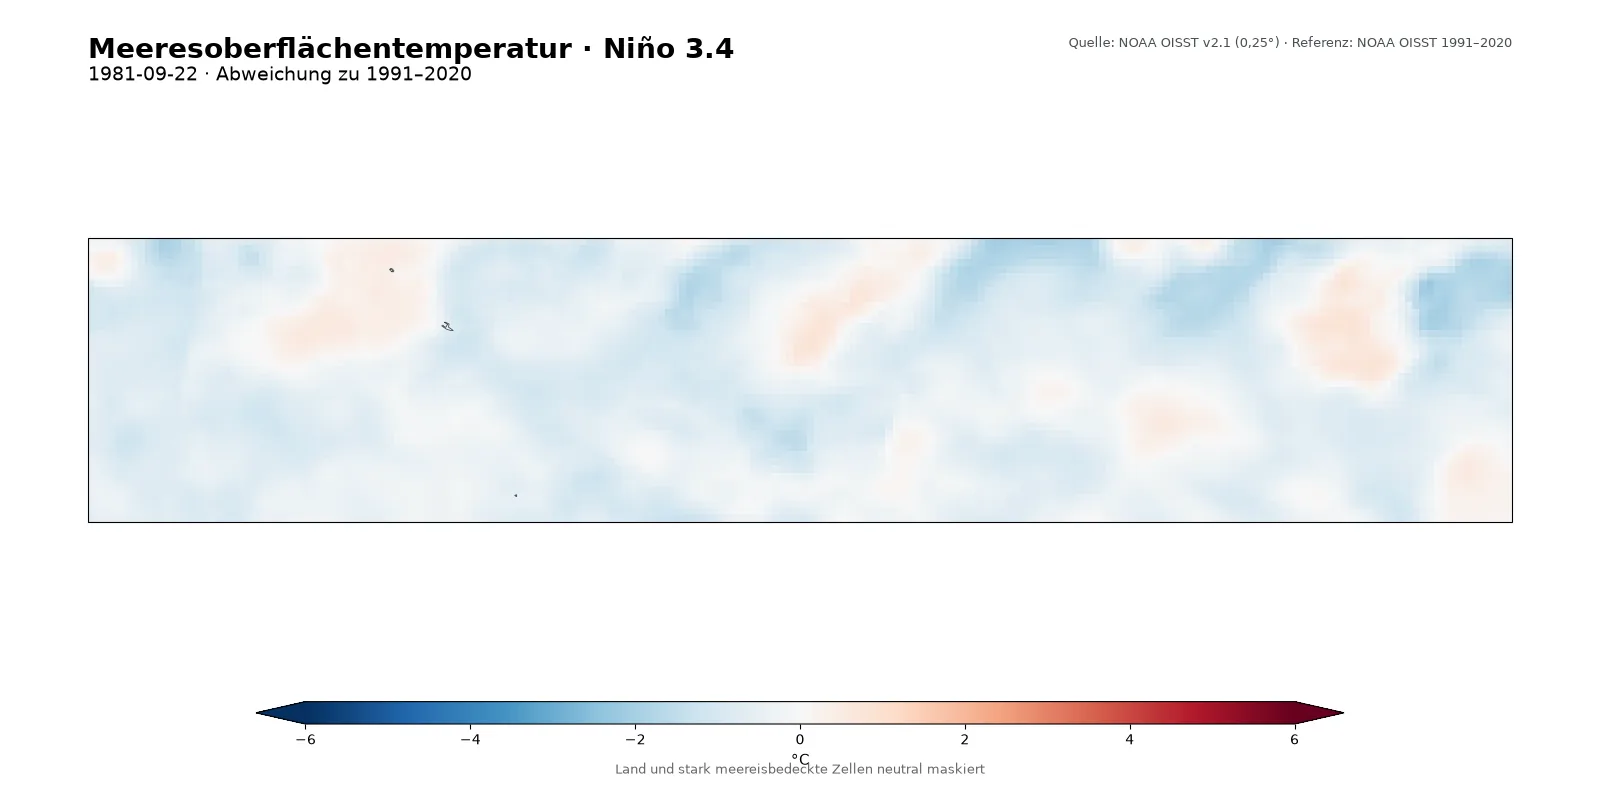 Meeresoberflächentemperatur · Niño 3.4
1981-09-22 · Abweichung zu 1991–2020
Quelle: NOAA OISST v2.1 (0,25°) · Referenz: NOAA OISST 1991–2020
−6 −4 −2 0 2 4 6
°C
Land und stark meereisbedeckte Zellen neutral maskiert